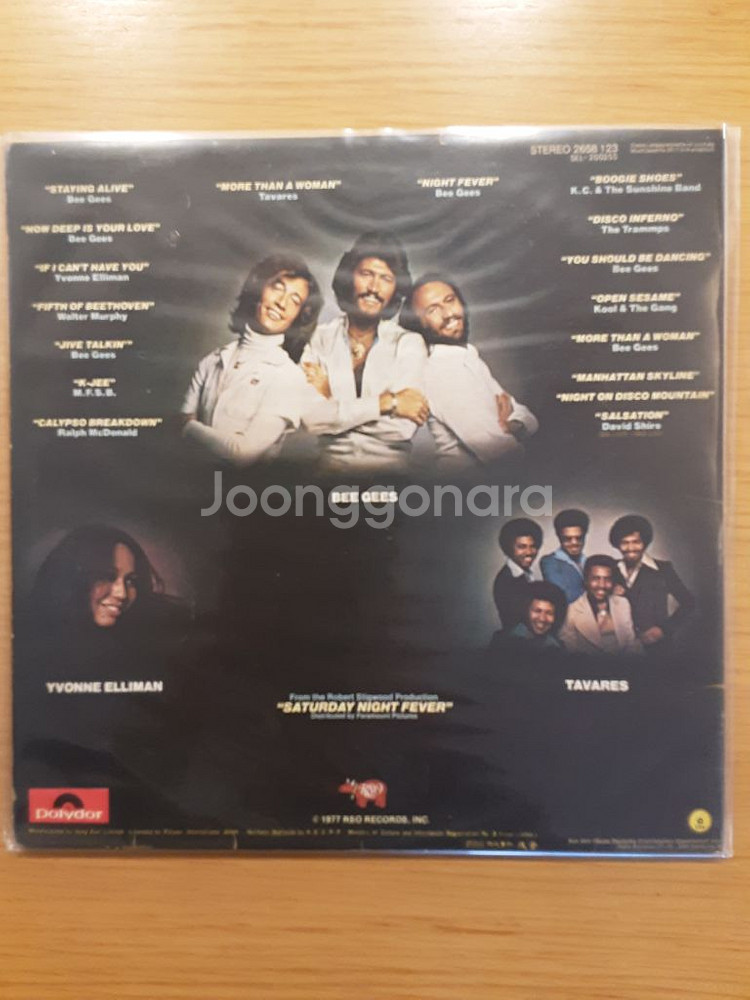 STEREO 2658 123
SEL-200055
"STAYING ALIVE"
Bee Gees
"HOW DEEP IS YOUR LOVE"
Bee Gees
"IF I CAN'T HAVE YOU"
Yvonne Elliman
"FIFTH OF BEETHOVEN"
Walter Murphy
"JIVE TALKIN'"
Bee Gees
"K-JEE"
M.F.S.B.
"CALYPSO BREAKDOWN"
Ralph McDonald
"MORE THAN A WOMAN"
Tavares
"NIGHT FEVER"
Bee Gees
"BOOGIE SHOES"
K.C. & The Sunshine Band
"DISCO INFERNO"
The Trammps
"YOU SHOULD BE DANCING"
Bee Gees
"OPEN SESAME"
Kool & The Gang
"MORE THAN A WOMAN"
Bee Gees
"MANHATTAN SKYLINE"
"NIGHT ON DISCO MOUNTAIN"
"SALSATION"
David Shire
BEE GEES
Joonggonara
YVONNE ELLIMAN
TAVARES
From the Robert Stigwood Production
"SATURDAY NIGHT FEVER"
Distributed by Paramount Pictures
RSO
Polydor
© 1977 RSO RECORDS, INC.